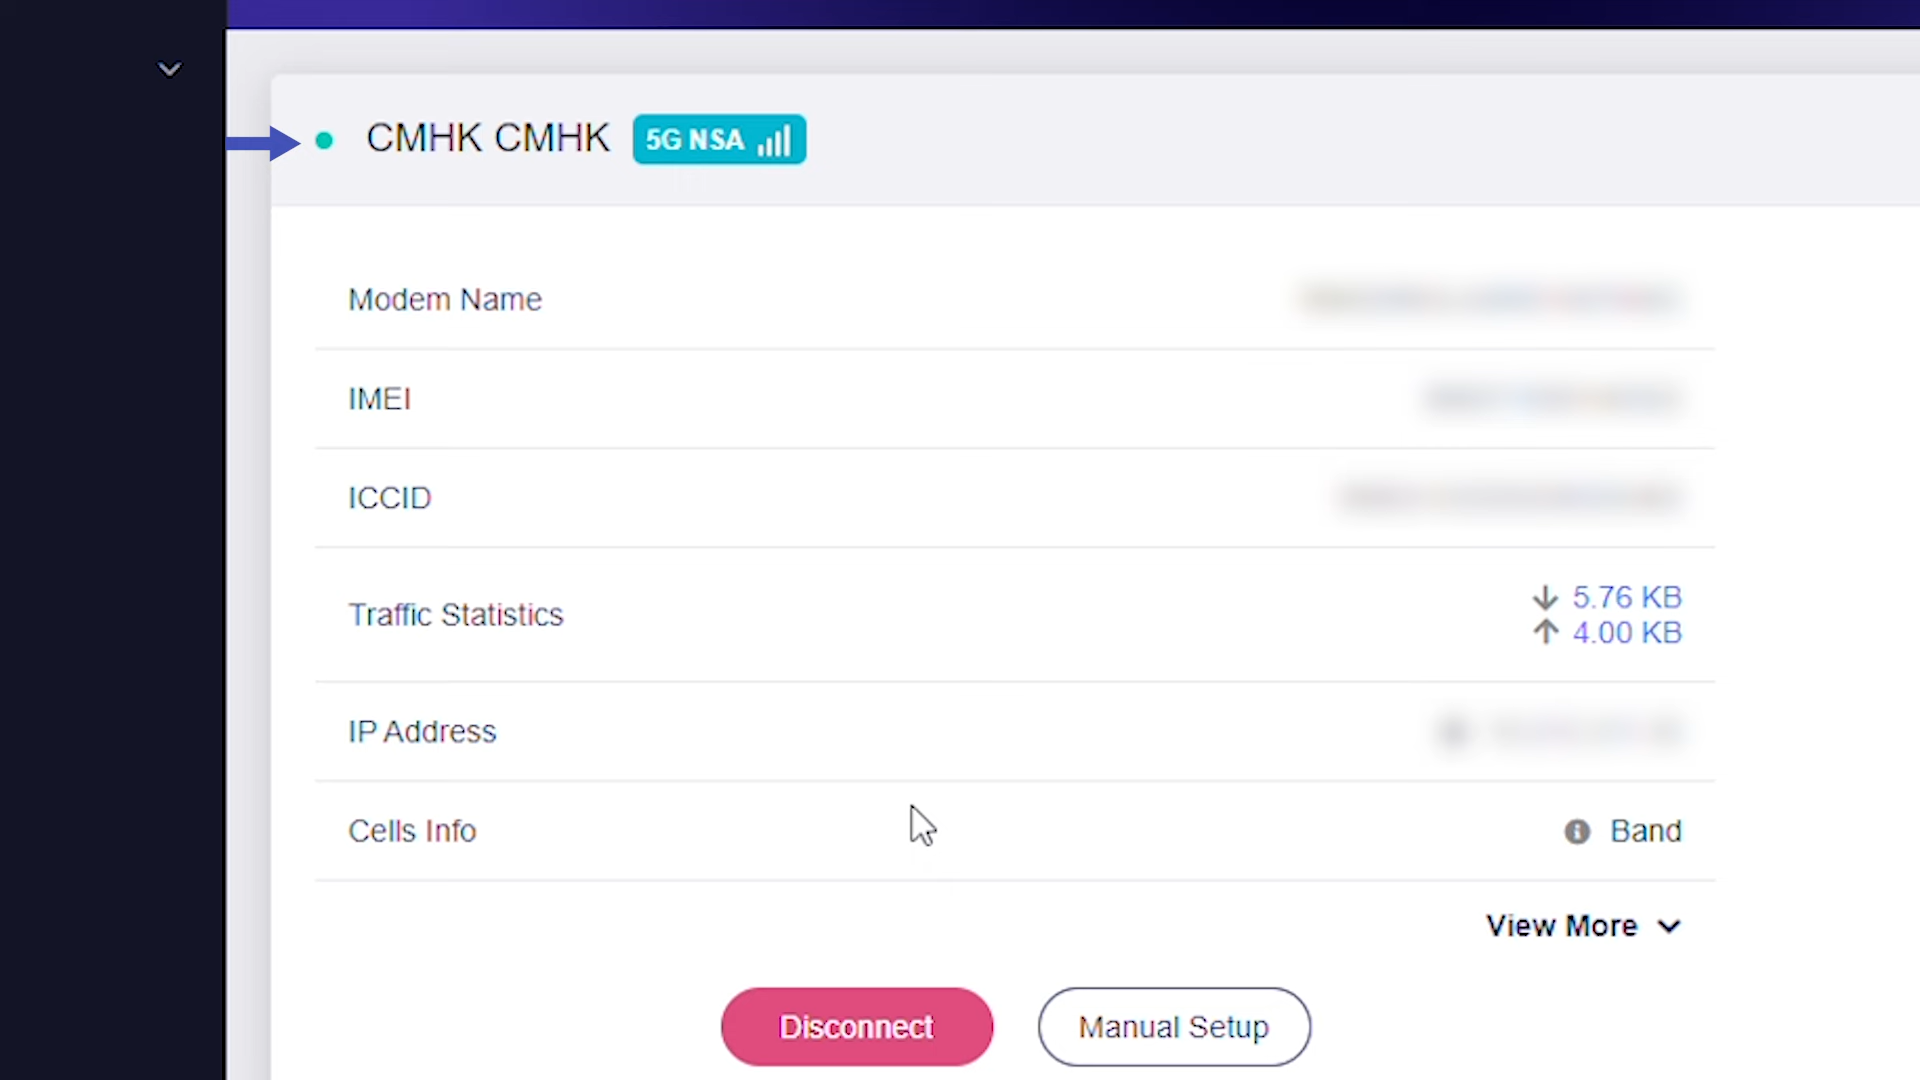 CMHK CMHK 5G NSA
Modem Name
IMEI
ICCID
Traffic Statistics
5.76 KB
4.00 KB
IP Address
Cells Info
Band
View More
Disconnect
Manual Setup